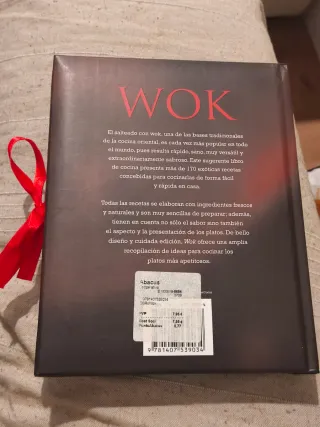 WOK
El salteado con wok, una de las bases tradicionales
de la cocina oriental, es cada vez más popular en todo
el mundo, pues resulta rápido, sano, muy versátil y
extraordinariamente sabroso. Este sugerente libro
de cocina presenta más de 170 exóticas recetas
concebidas para cocinarlas de forma fácil
y rápida en casa.
Todas las recetas se elaboran con ingredientes frescos
y naturales y son muy sencillas de preparar; además,
tienen en cuenta no sólo el sabor sino también
el aspecto y la presentación de los platos. De bello
diseño y cuidada edición, Wok ofrece una amplia
recopilación de ideas para cocinar los
platos más apetitosos.
Abacus
9 781407 539034